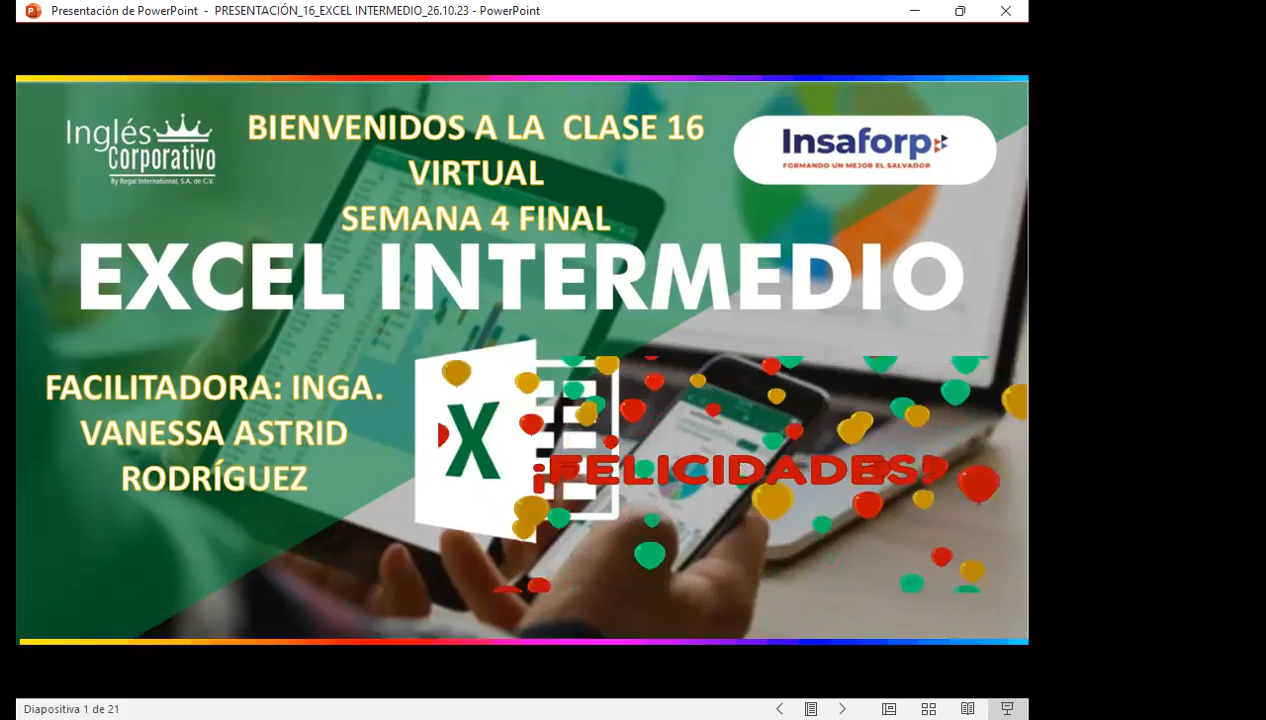 Presentación de PowerPoint - PRESENTACIÓN_16_EXCEL INTERMEDIO_26.10.23 - PowerPoint
Inglés
Corporativo
By Regal International, S.A. de C.V.
BIENVENIDOS A LA CLASE 16
VIRTUAL
SEMANA 4 FINAL
Insaforp
FORMANDO UN MEJOR EL SALVADOR
EXCEL INTERMEDIO
FACILITADORA: INGA.
VANESSA ASTRID
RODRÍGUEZ
X
¡FELICIDADES!
Diapositiva 1 de 21